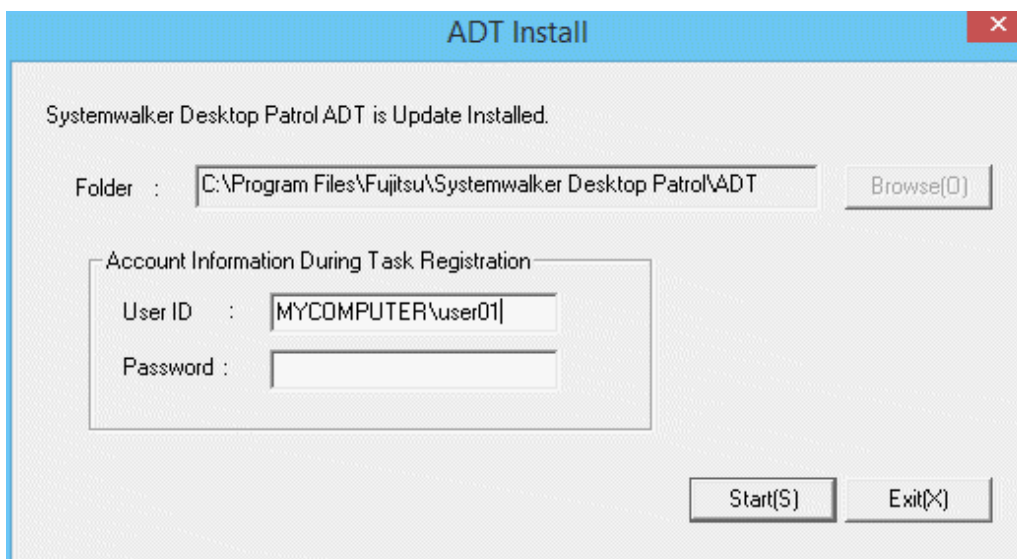 ADT Install
Systemwalker Desktop Patrol ADT is Update Installed.
Folder : C:\Program Files\Fujitsu\Systemwalker Desktop Patrol\ADT Browse(O)
Account Information During Task Registration
User ID : MYCOMPUTER\user01
Password :
Start(S) Exit(X)